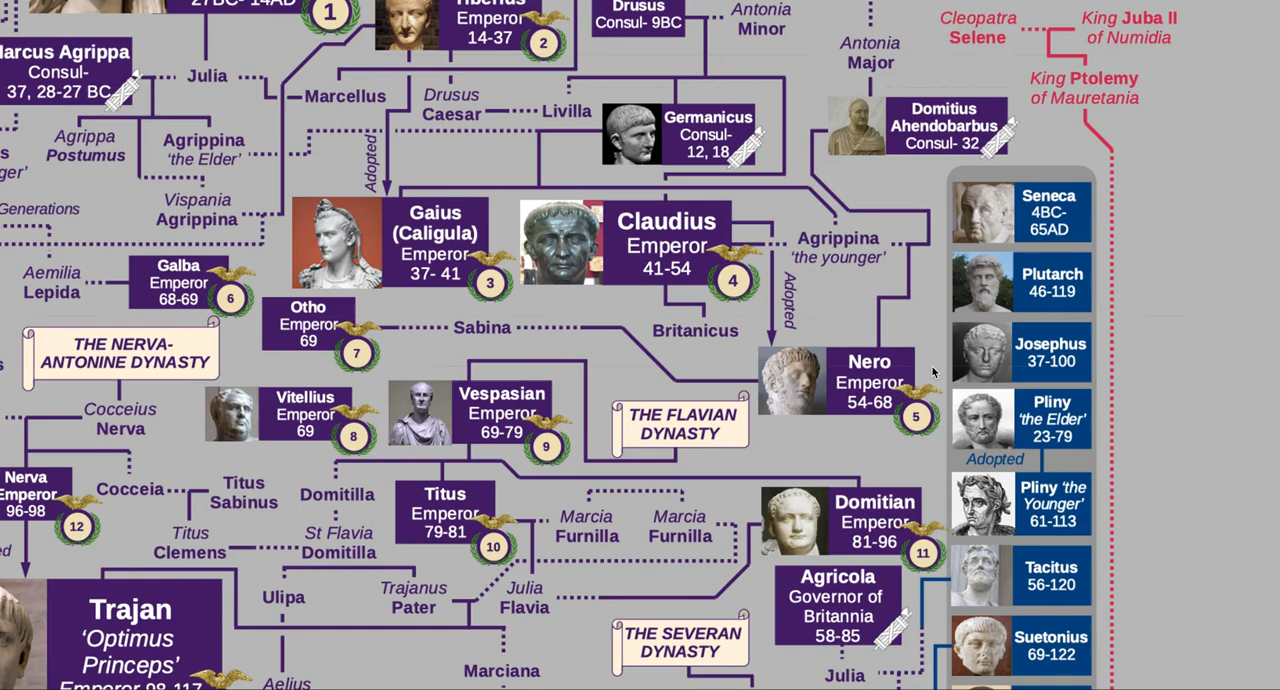 27BC- 14AD
1
Tiberius
Emperor
14-37
2
Drusus
Consul- 9BC
Antonia
Minor
Antonia
Major
Cleopatra
Selene
King Juba II
of Numidia
King Ptolemy
of Mauretania
Marcus Agrippa
Consul-
37, 28-27 BC
Julia
Marcellus
Drusus
Caesar
Livilla
Germanicus
Consul-
12, 18
Domitius
Ahendobarbus
Consul- 32
Agrippa
Postumus
Agrippina
'the Elder'
Adopted
Vispania
Agrippina
Generations
Gaius
(Caligula)
Emperor
37- 41
3
Claudius
Emperor
41-54
4
Agrippina
'the younger'
Adopted
Aemilia
Lepida
Galba
Emperor
68-69
6
Otho
Emperor
69
7
Sabina
Britanicus
Nero
Emperor
54-68
5
THE NERVA-
ANTONINE DYNASTY
Cocceius
Nerva
Vitellius
Emperor
69
8
Vespasian
Emperor
69-79
9
THE FLAVIAN
DYNASTY
Nerva
Emperor
96-98
12
Cocceia
Titus
Sabinus
Titus
Clemens
Domitilla
St Flavia
Domitilla
Titus
Emperor
79-81
10
Marcia
Furnilla
Marcia
Furnilla
Domitian
Emperor
81-96
11
Agricola
Governor of
Britannia
58-85
Julia
Ulipa
Trajanus
Pater
Julia
Flavia
Trajan
'Optimus
Princeps'
Emperor 98-117
Aelius
Marciana
THE SEVERAN
DYNASTY
Seneca
4BC-
65AD
Plutarch
46-119
Josephus
37-100
Pliny
'the Elder'
23-79
Adopted
Pliny 'the
Younger'
61-113
Tacitus
56-120
Suetonius
69-122